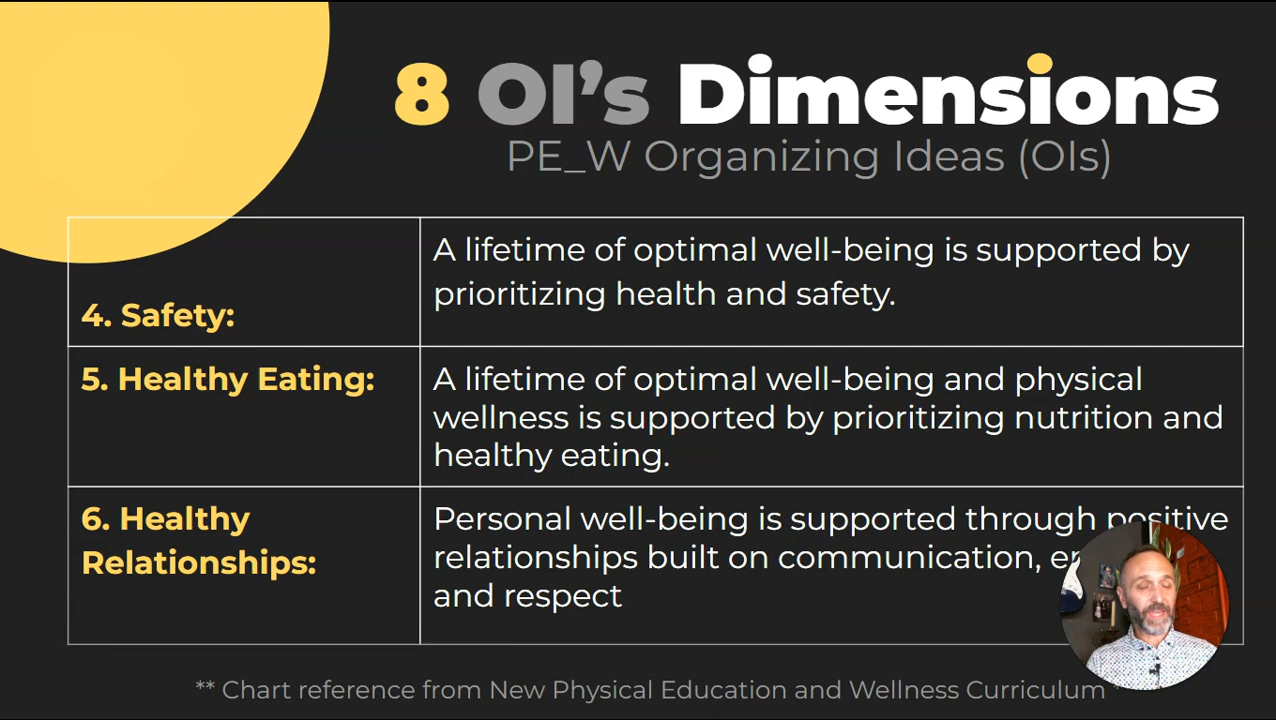 8 OI's Dimensions
PE_W Organizing Ideas (OIs)
4. Safety:
A lifetime of optimal well-being is supported by
prioritizing health and safety.
5. Healthy Eating:
A lifetime of optimal well-being and physical
wellness is supported by prioritizing nutrition and
healthy eating.
6. Healthy
Relationships:
Personal well-being is supported through positive
relationships built on communication,
and respect
** Chart reference from New Physical Education and Wellness Curriculum